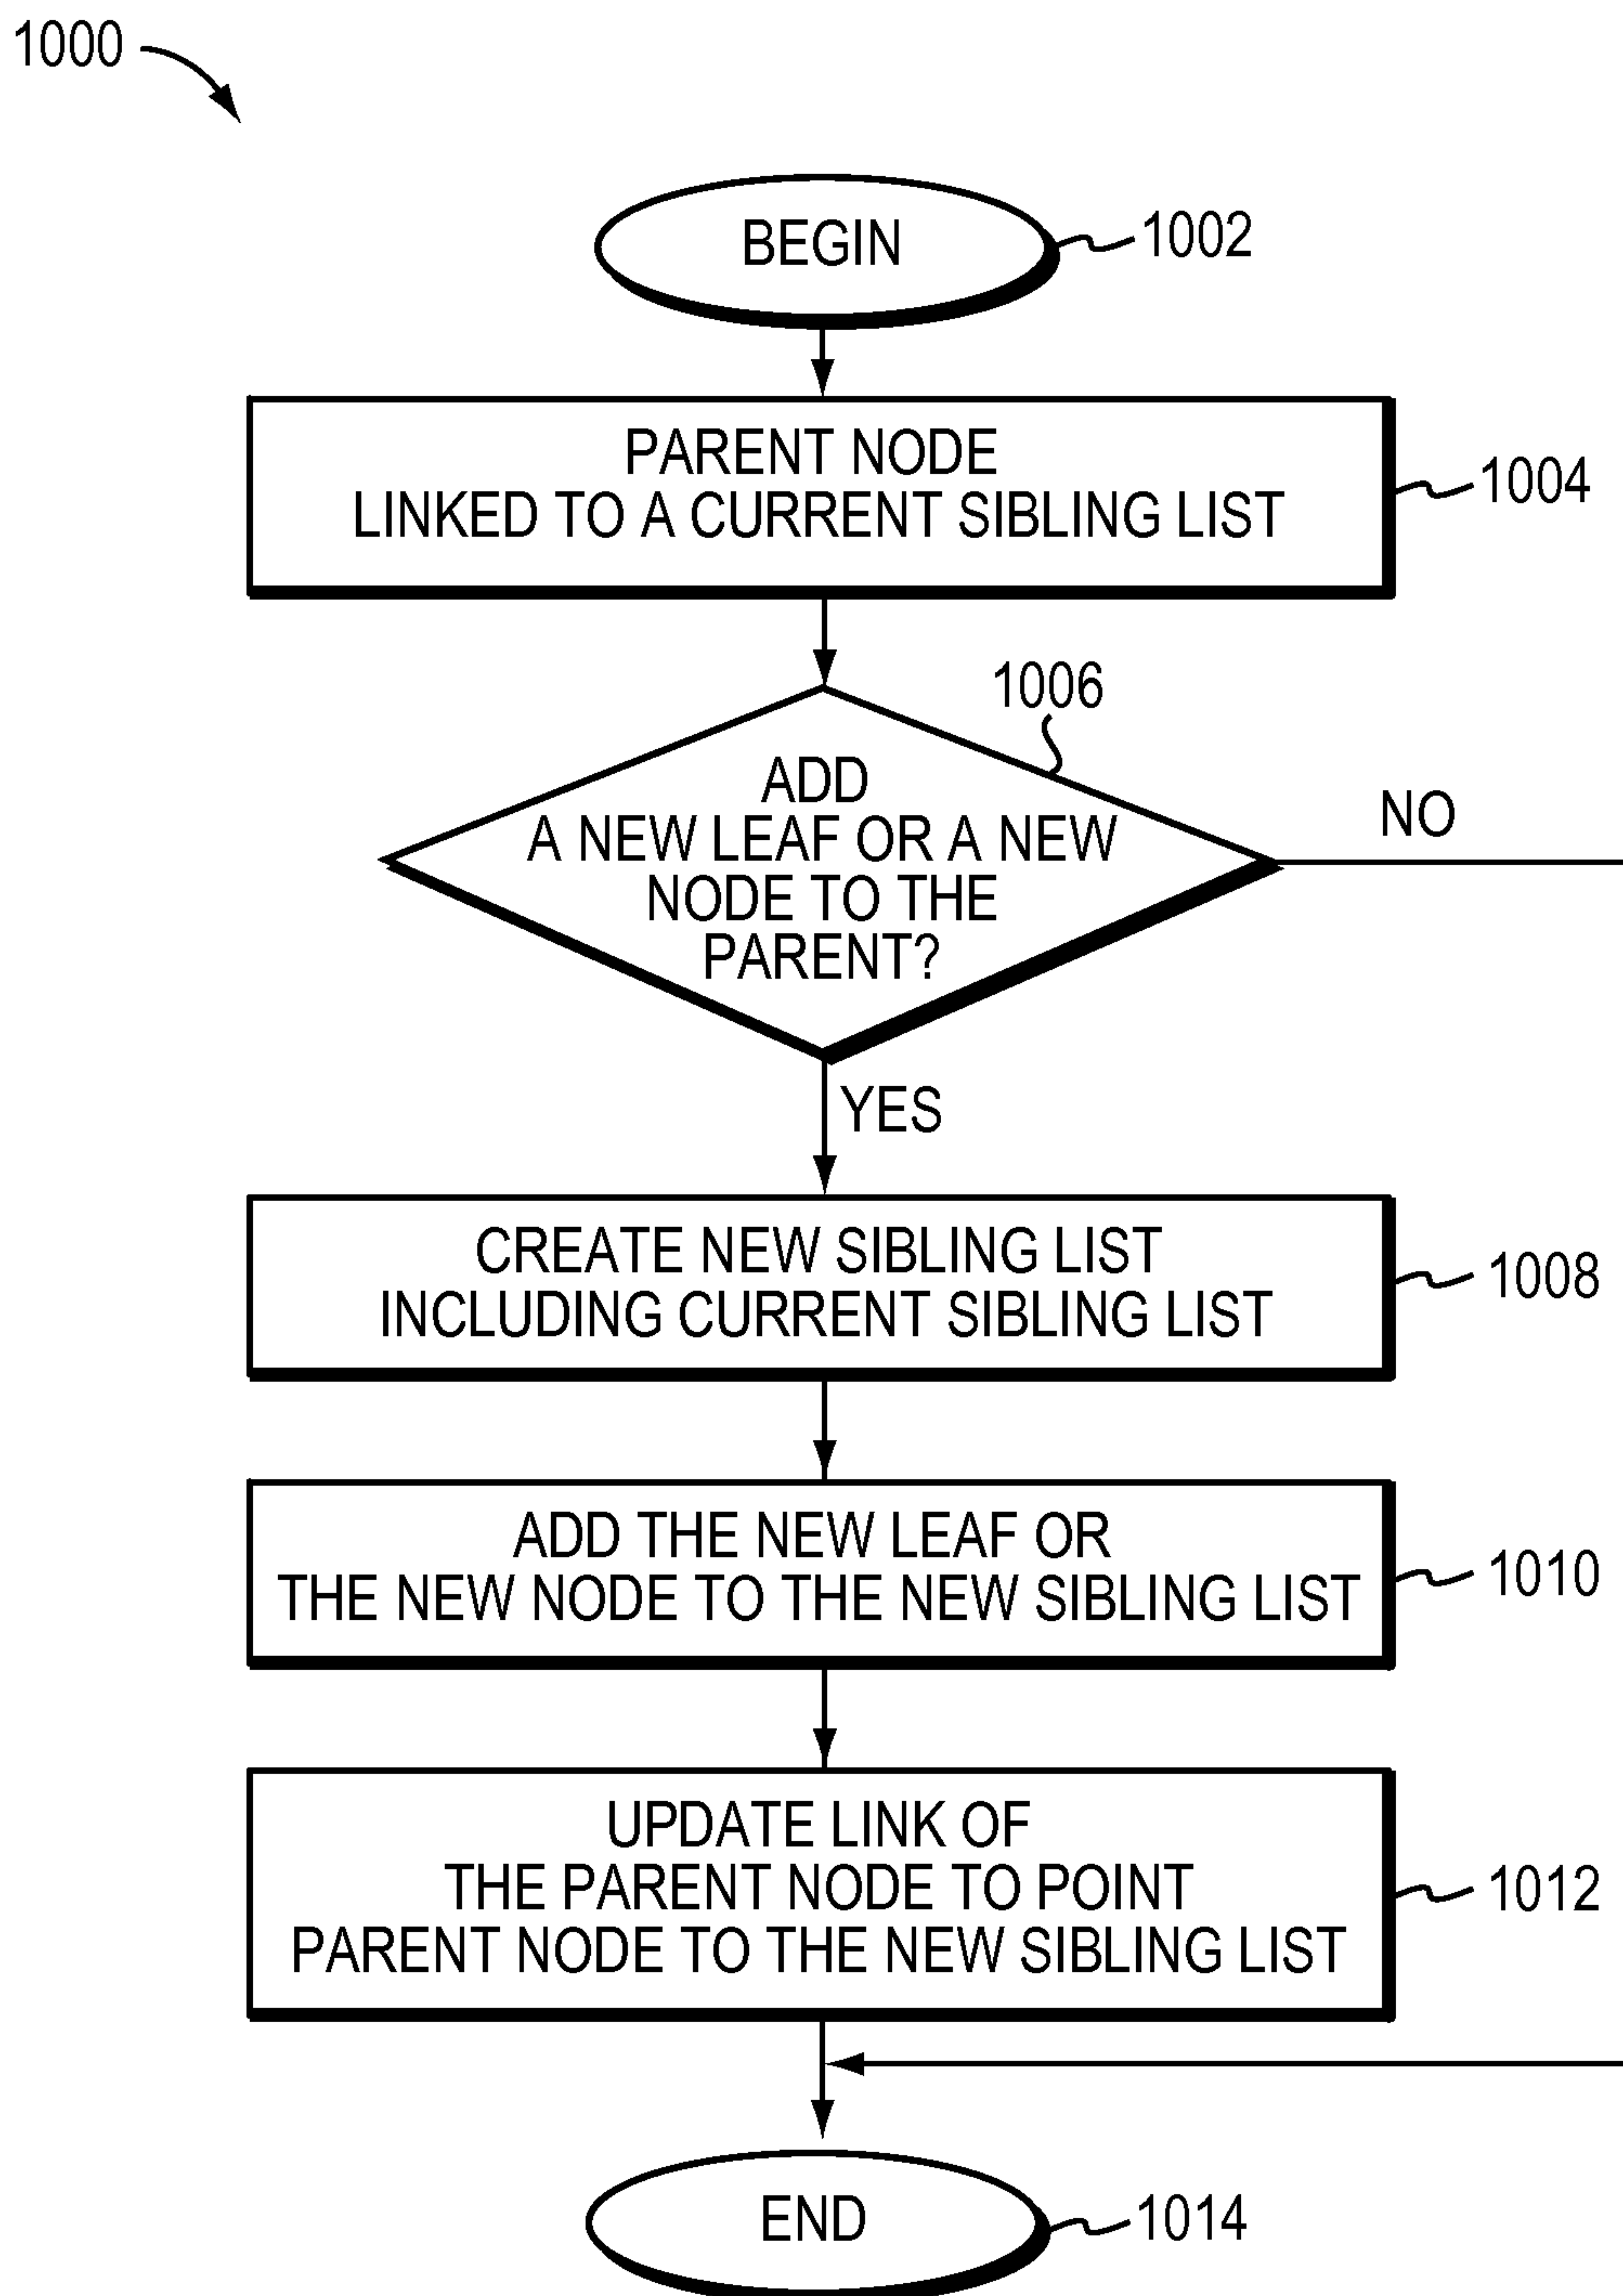 1000
BEGIN
1002
PARENT NODE
LINKED TO A CURRENT SIBLING LIST
1004
1006
ADD
A NEW LEAF OR A NEW
NODE TO THE
PARENT?
NO
YES
CREATE NEW SIBLING LIST
INCLUDING CURRENT SIBLING LIST
1008
ADD THE NEW LEAF OR
THE NEW NODE TO THE NEW SIBLING LIST
1010
UPDATE LINK OF
THE PARENT NODE TO POINT
PARENT NODE TO THE NEW SIBLING LIST
1012
END
1014